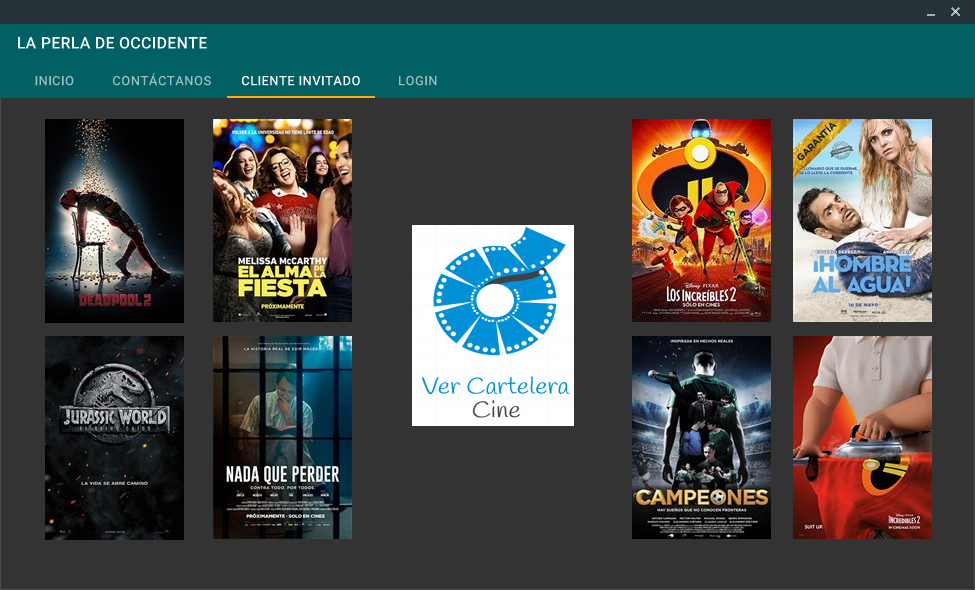 LA PERLA DE OCCIDENTE
INICIO
CONTÁCTANOS
CLIENTE INVITADO
LOGIN
DEADPOOL 2
VOLVER A LA UNIVERSIDAD NO TIENE LÍMITE DE EDAD
MELISSA McCARTHY
EL ALMA DE LA
FIESTA
PRÓXIMAMENTE
Ver Cartelera
Cine
Disney PIXAR
LOS INCREÍBLES 2
SOLO EN CINES
GARANTÍA
¡HOMBRE
AL AGUA!
10 DE MAYO
JURASSIC WORLD
LA VIDA SE ABRE CAMINO
LA HISTORIA REAL DE EDIR MACEDO
NADA QUE PERDER
CONTRA TODO. POR TODOS.
PRÓXIMAMENTE - SOLO EN CINES
INSPIRADA EN HECHOS REALES
CAMPEONES
HAY SUEÑOS QUE NO CONOCEN FRONTERAS
SUIT UP.
Disney PIXAR
INCREDIBLES 2
IN CINEMAS SOON